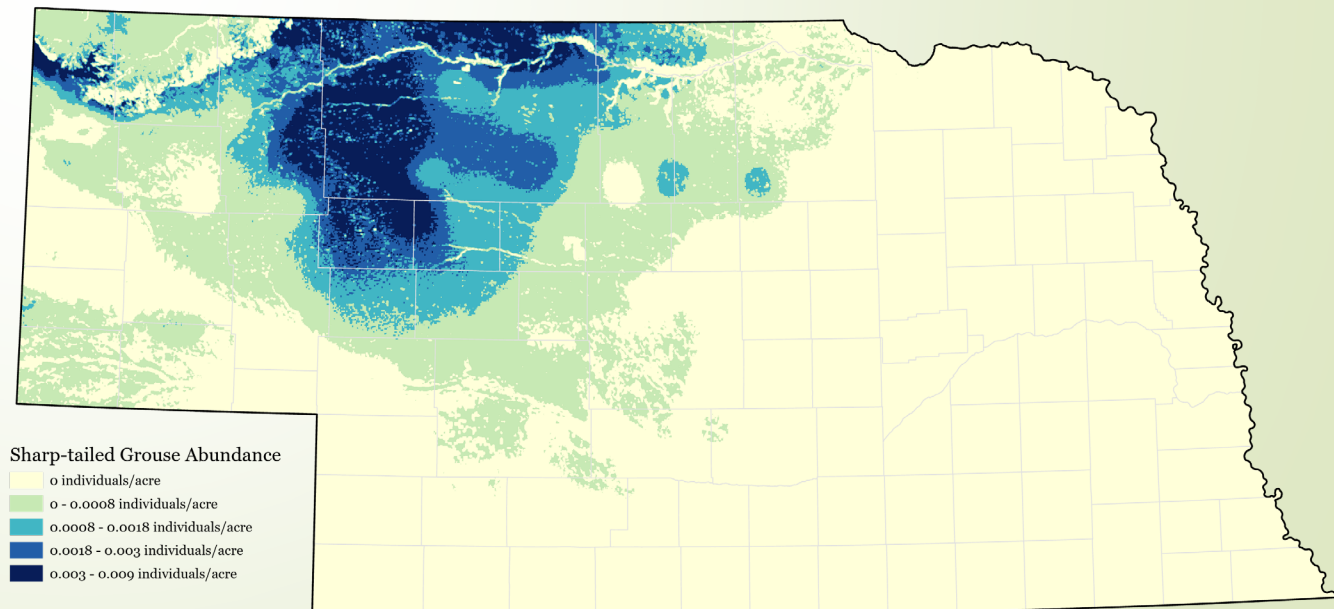 Sharp-tailed Grouse Abundance
0 individuals/acre
0 - 0.0008 individuals/acre
0.0008 - 0.0018 individuals/acre
0.0018 - 0.003 individuals/acre
0.003 - 0.009 individuals/acre